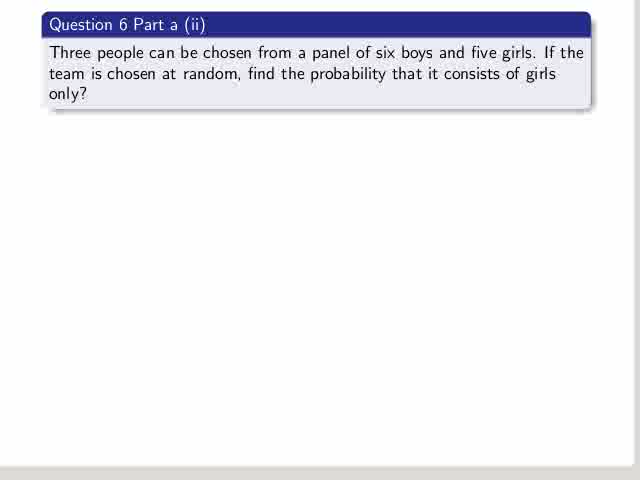 Question 6 Part a (ii)
Three people can be chosen from a panel of six boys and five girls. If the
team is chosen at random, find the probability that it consists of girls
only?